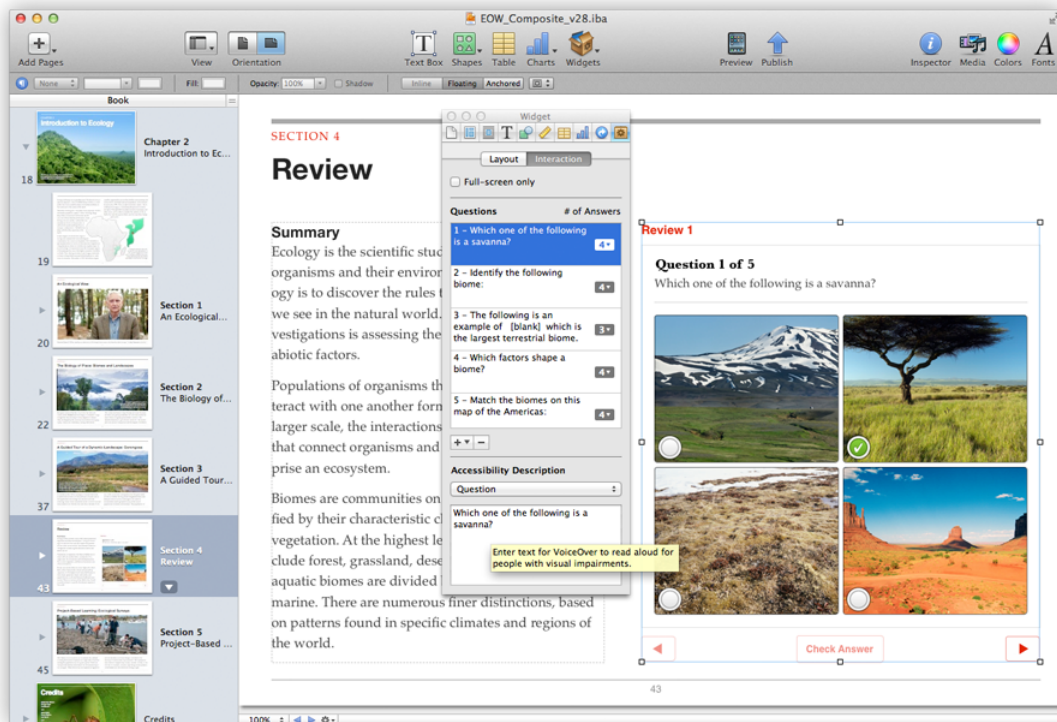 EOW_Composite_v28.iba
Add Pages
View
Orientation
Text Box
Shapes
Table
Charts
Widgets
Preview
Publish
Inspector
Media
Colors
Fonts
None
Fill:
Opacity: 100%
Shadow
Inline
Floating
Anchored
Book
Introduction to Ecology
Chapter 2
Introduction to Ec...
18
19
An Ecological Hero
Section 1
An Ecological...
20
The Biology of Place: Biomes and Landscapes
Section 2
The Biology of...
22
Section 3
A Guided Tour...
37
Review
Section 4
Review
43
Section 5
Project-Based ...
45
Credits
Credits
SECTION 4
Review
Summary
Ecology is the scientific stud
organisms and their environ
ogy is to discover the rules t
we see in the natural world.
vestigations is assessing the
abiotic factors.
Populations of organisms th
teract with one another form
larger scale, the interactions
that connect organisms and
prise an ecosystem.
Biomes are communities on
fied by their characteristic cl
vegetation. At the highest le
clude forest, grassland, dese
aquatic biomes are divided
marine. There are numerous finer distinctions, based
on patterns found in specific climates and regions of
the world.
Widget
T
Layout
Interaction
Full-screen only
Questions
# of Answers
1 - Which one of the following
is a savanna?
4
2 - Identify the following
biome:
4
3 - The following is an
example of [blank] which is
the largest terrestrial biome.
3
4 - Which factors shape a
biome?
4
5 - Match the biomes on this
map of the Americas:
4
Accessibility Description
Question
Which one of the following is a
savanna?
Enter text for VoiceOver to read aloud for
people with visual impairments.
Review 1
Question 1 of 5
Which one of the following is a savanna?
Check Answer
43
100%